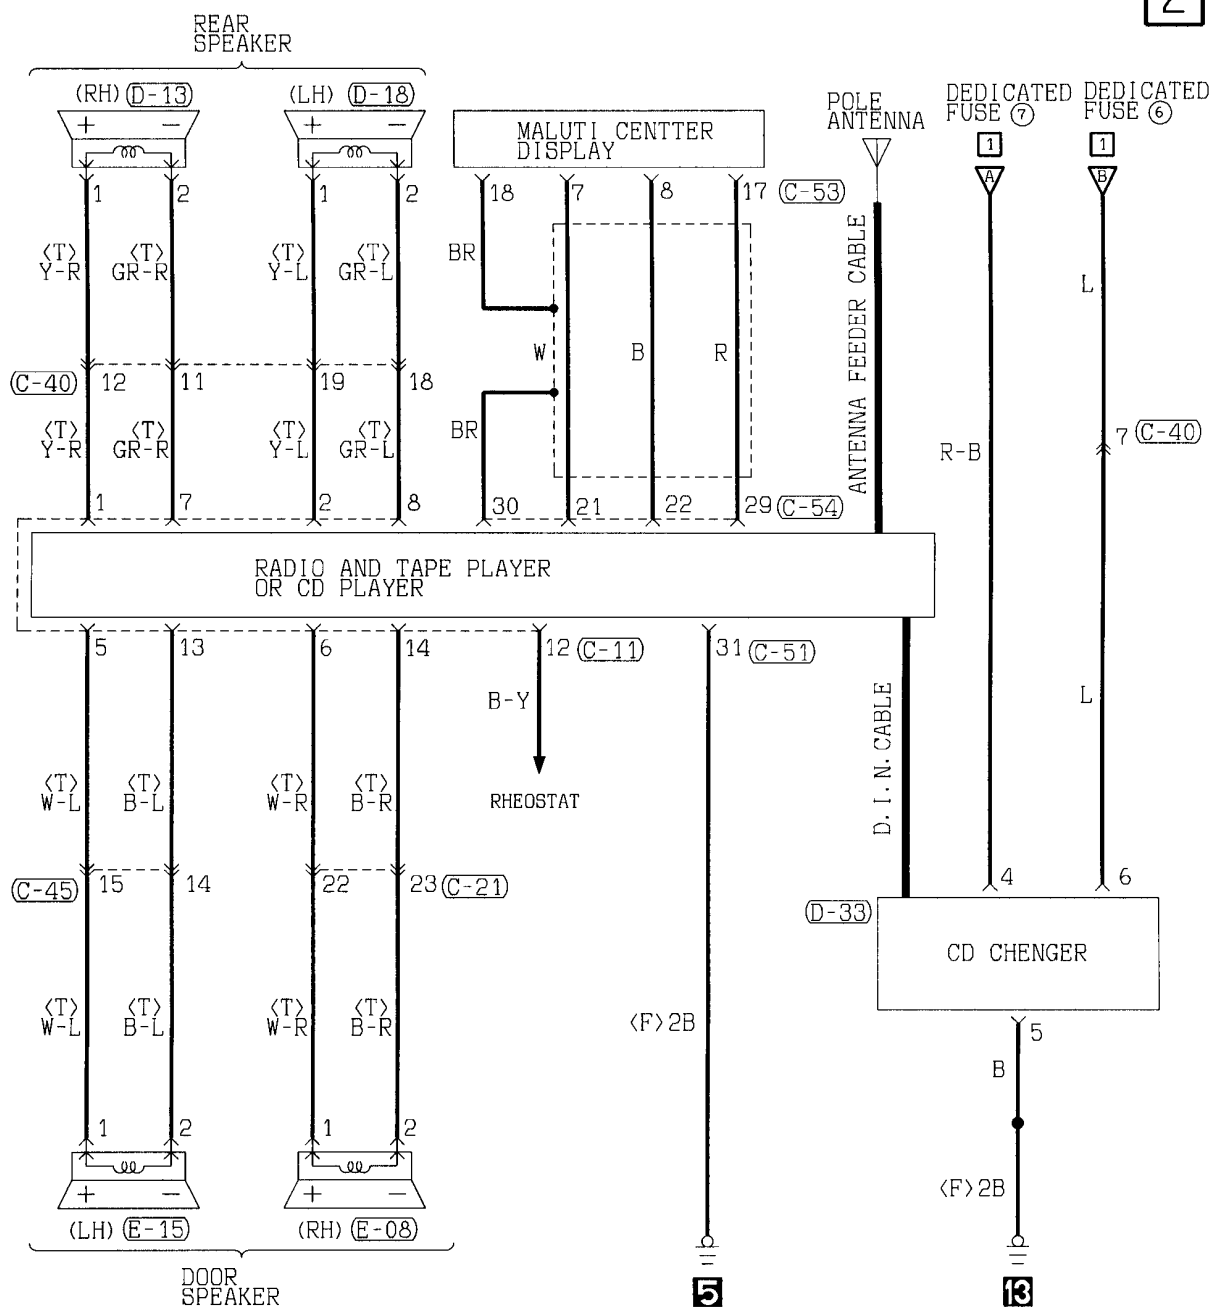 2
REAR
SPEAKER
(RH) D-13
(LH) D-18
+ −
+ −
MALUTI CENTTER
DISPLAY
POLE
ANTENNA
DEDICATED
FUSE ⑦
DEDICATED
FUSE ⑥
1
1
A
B
1 2 1 2
18 7 8 17 C-53
<T>
Y-R
<T>
GR-R
<T>
Y-L
<T>
GR-L
BR
W
B
R
ANTENNA FEEDER CABLE
L
C-40 12 11 19 18
<T>
Y-R
<T>
GR-R
<T>
Y-L
<T>
GR-L
BR
R-B
7 C-40
1 7 2 8 30 21 22 29 C-54
RADIO AND TAPE PLAYER
OR CD PLAYER
5 13 6 14 12 C-11 31 C-51
B-Y
RHEOSTAT
D.I.N. CABLE
L
<T>
W-L
<T>
B-L
<T>
W-R
<T>
B-R
C-45 15 14 22 23 C-21
4 6
D-33
CD CHENGER
<T>
W-L
<T>
B-L
<T>
W-R
<T>
B-R
<F>2B
5
B
<F>2B
1 2 1 2
+ −
+ −
(LH) E-15
(RH) E-08
DOOR
SPEAKER
5
13